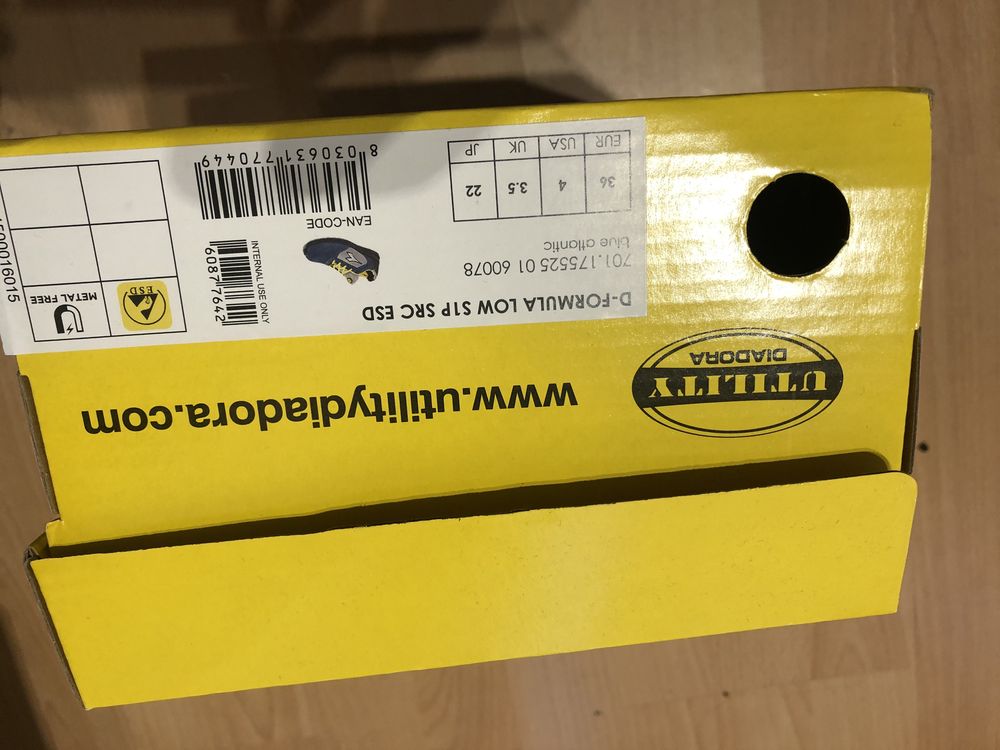 UTILITY
DIADORA
www.utilitydiadora.com
D-FORMULA LOW S1P SRC ESD
701.175525 01 60078
blue atlantic
EUR USA UK JP
36 4 3.5 22
INTERNAL USE ONLY
60877642
EAN-CODE
8 030631 770449
ESD
METAL FREE